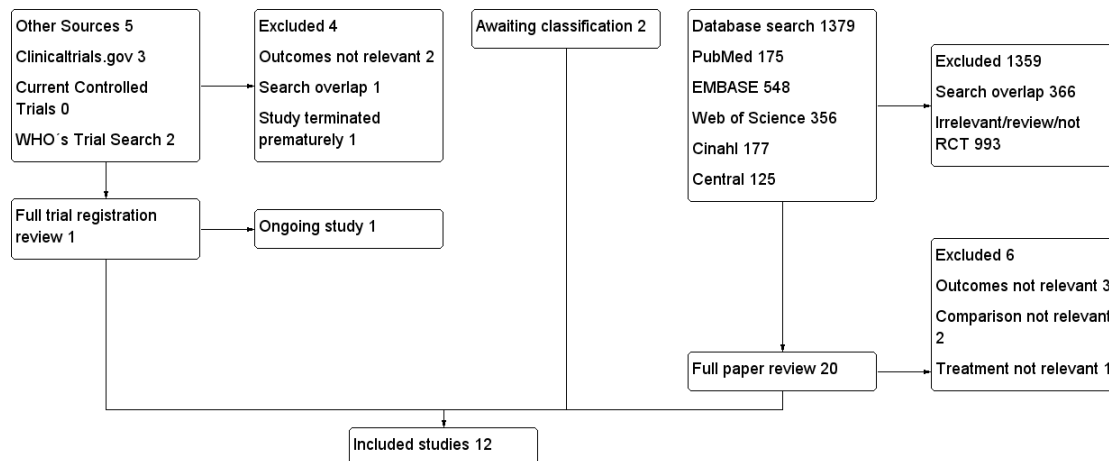 Other Sources 5
Clinicaltrials.gov 3
Current Controlled
Trials 0
WHO´s Trial Search 2
Excluded 4
Outcomes not relevant 2
Search overlap 1
Study terminated
prematurely 1
Awaiting classification 2
Database search 1379
PubMed 175
EMBASE 548
Web of Science 356
Cinahl 177
Central 125
Excluded 1359
Search overlap 366
Irrelevant/review/not
RCT 993
Full trial registration
review 1
Ongoing study 1
Full paper review 20
Excluded 6
Outcomes not relevant 3
Comparison not relevant
2
Treatment not relevant 1
Included studies 12